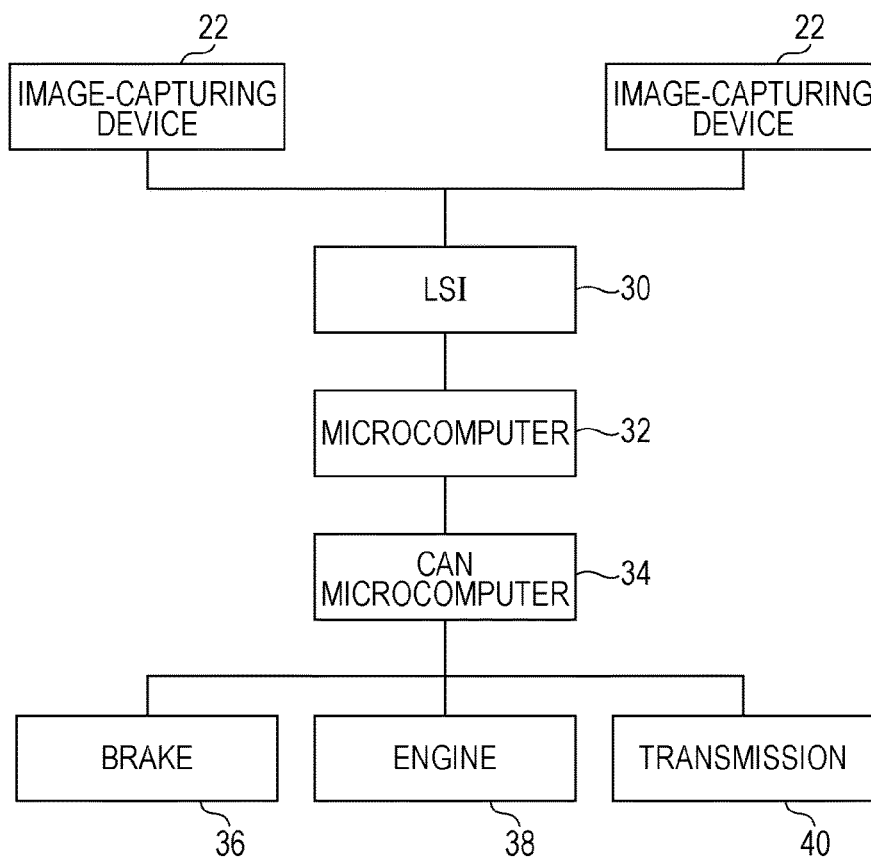 22
22
IMAGE-CAPTURING
DEVICE
IMAGE-CAPTURING
DEVICE
LSI
30
MICROCOMPUTER
32
CAN
MICROCOMPUTER
34
BRAKE
ENGINE
TRANSMISSION
36
38
40